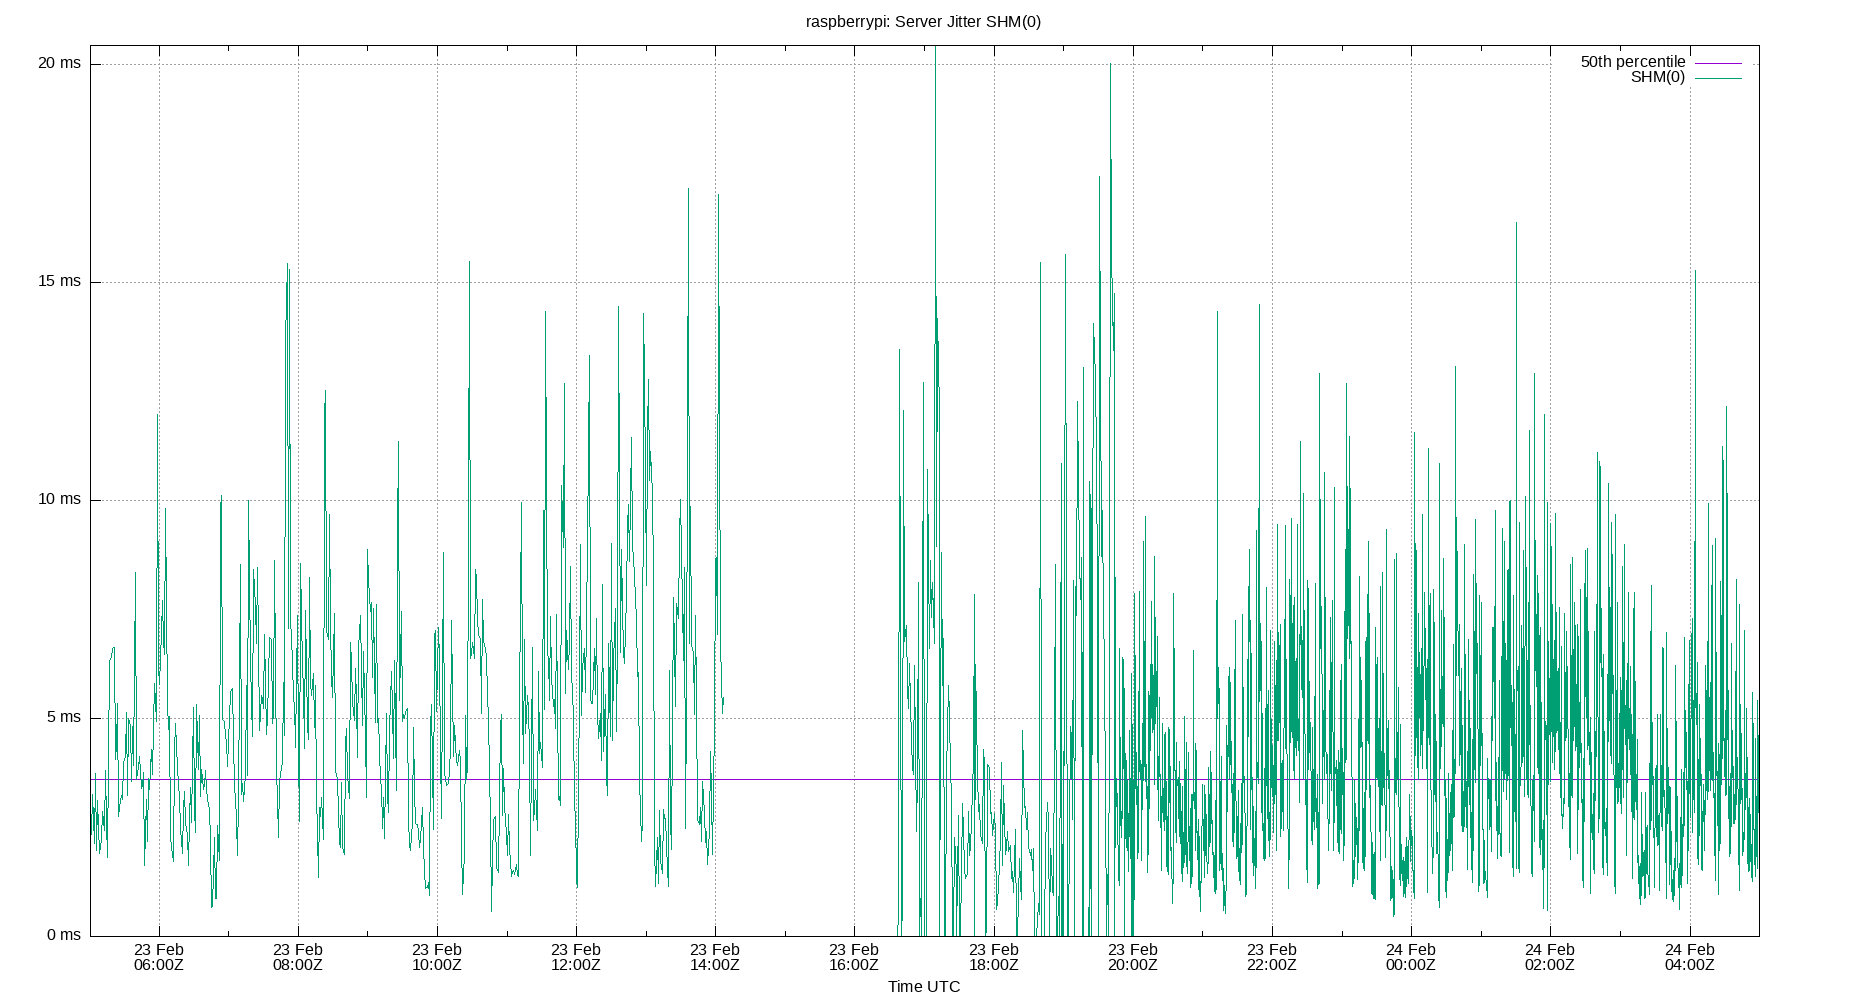 raspberrypi: Server Jitter SHM(0)
50th percentile
SHM(0)
20 ms
15 ms
10 ms
5 ms
0 ms
23 Feb 23 Feb 23 Feb 23 Feb 23 Feb 23 Feb 23 Feb 23 Feb 23 Feb 24 Feb 24 Feb 24 Feb
06:00Z 08:00Z 10:00Z 12:00Z 14:00Z 16:00Z 18:00Z 20:00Z 22:00Z 00:00Z 02:00Z 04:00Z
Time UTC